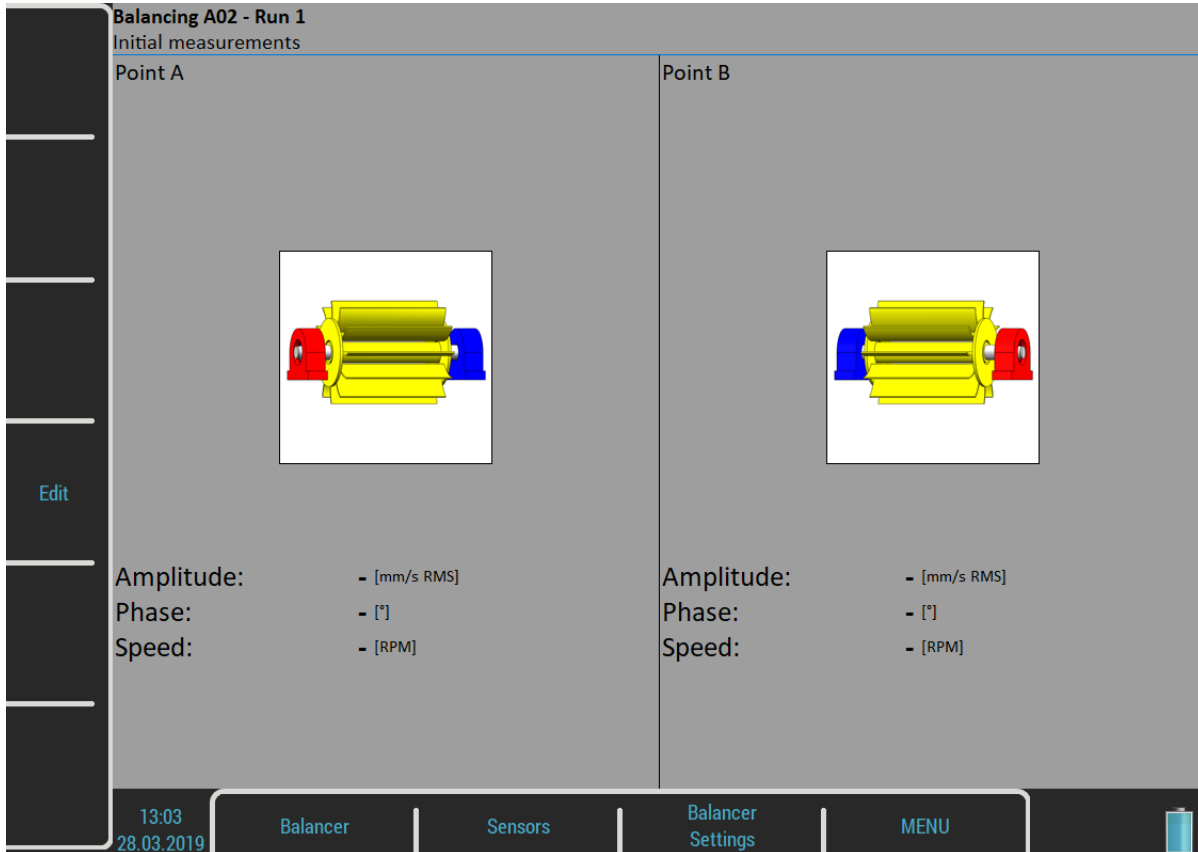 Balancing A02 - Run 1
Initial measurements
Point A
Point B
Edit
Amplitude: - [mm/s RMS]
Phase: - [°]
Speed: - [RPM]
Amplitude: - [mm/s RMS]
Phase: - [°]
Speed: - [RPM]
13:03
28.03.2019
Balancer
Sensors
Balancer
Settings
MENU